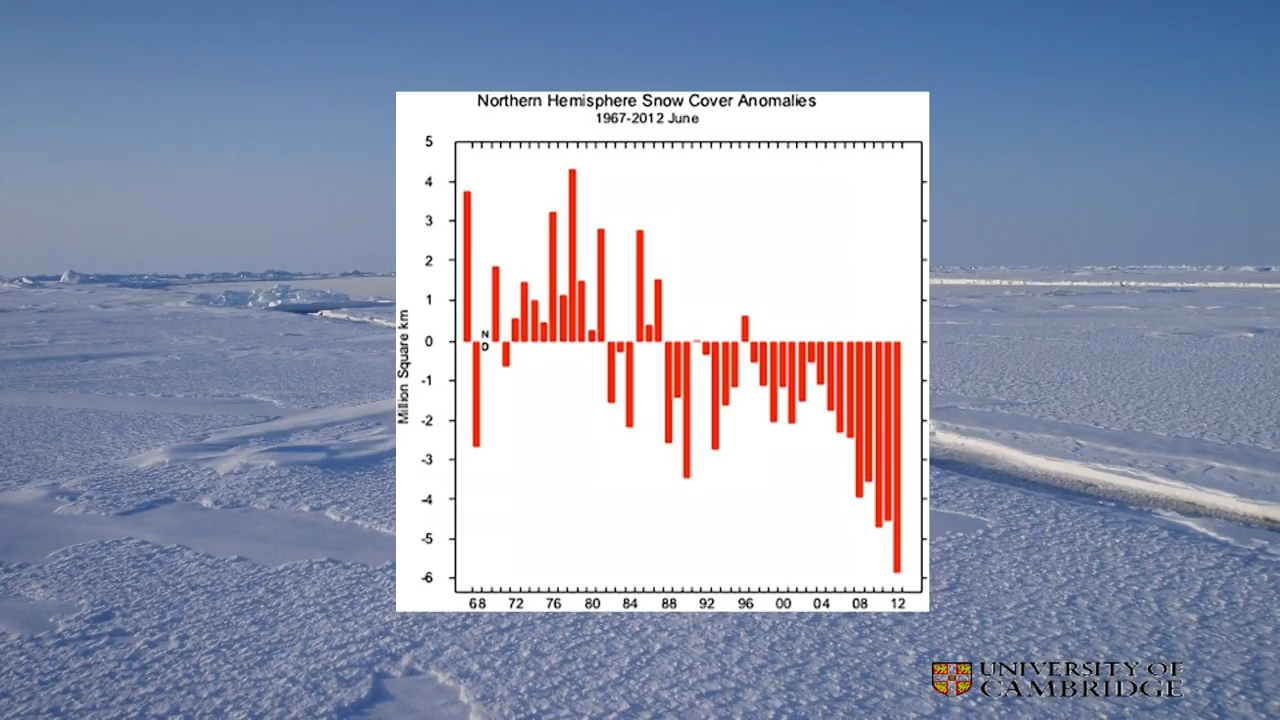 Northern Hemisphere Snow Cover Anomalies
1967-2012 June
5
4
3
2
1
0
-1
-2
-3
-4
-5
-6
Million Square km
N
D
68 72 76 80 84 88 92 96 00 04 08 12
UNIVERSITY OF
CAMBRIDGE